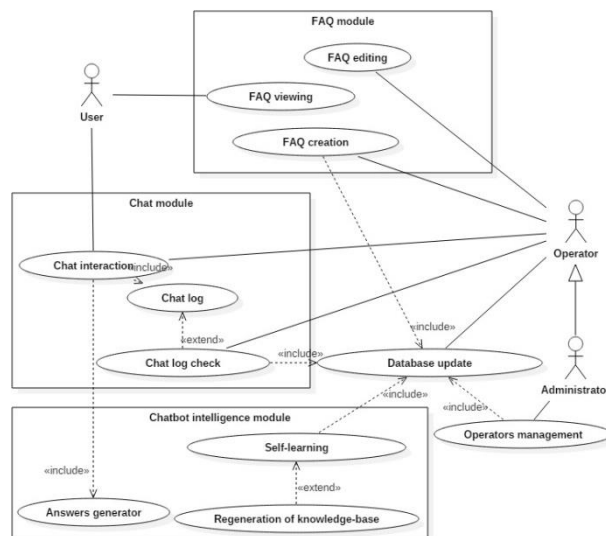 FAQ module
FAQ editing
FAQ viewing
User
FAQ creation
Chat module
Operator
Chat interaction
«include»
Chat log
«extend»
«include»
Chat log check
«include»
Database update
Administrato
«include»
«include»
Operators management
Chatbot intelligence module
Self-learning
«include»
«extend»
Answers generator
Regeneration of knowledge-base